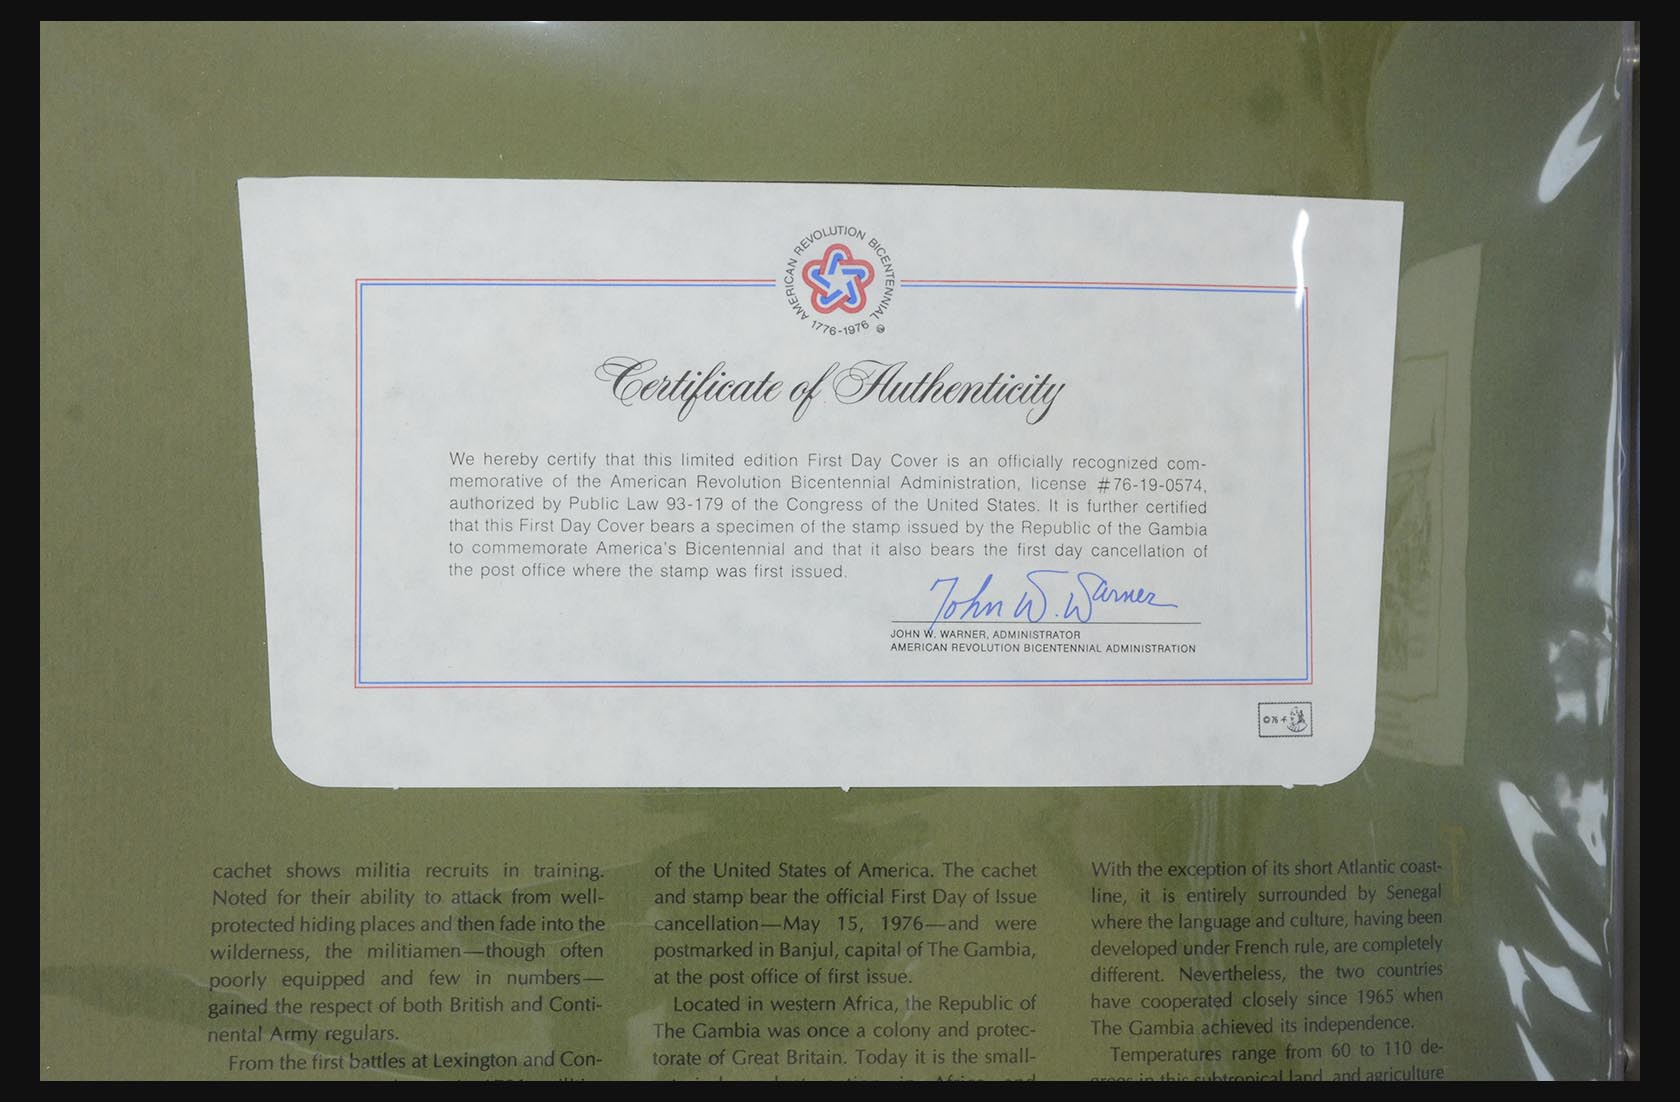 AMERICAN REVOLUTION BICENTENNIAL
1776-1976
Certificate of Authenticity
We hereby certify that this limited edition First Day Cover is an officially recognized com-
memorative of the American Revolution Bicentennial Administration, license #76-19-0574,
authorized by Public Law 93-179 of the Congress of the United States. It is further certified
that this First Day Cover bears a specimen of the stamp issued by the Republic of the Gambia
to commemorate America's Bicentennial and that it also bears the first day cancellation of
the post office where the stamp was first issued.
John W. Warner
JOHN W. WARNER, ADMINISTRATOR
AMERICAN REVOLUTION BICENTENNIAL ADMINISTRATION
©76
cachet shows militia recruits in training.
Noted for their ability to attack from well-
protected hiding places and then fade into the
wilderness, the militiamen—though often
poorly equipped and few in numbers—
gained the respect of both British and Conti-
nental Army regulars.
From the first battles at Lexington and Con-
of the United States of America. The cachet
and stamp bear the official First Day of Issue
cancellation—May 15, 1976—and were
postmarked in Banjul, capital of The Gambia,
at the post office of first issue.
Located in western Africa, the Republic of
The Gambia was once a colony and protec-
torate of Great Britain. Today it is the small-
With the exception of its short Atlantic coast-
line, it is entirely surrounded by Senegal
where the language and culture, having been
developed under French rule, are completely
different. Nevertheless, the two countries
have cooperated closely since 1965 when
The Gambia achieved its independence.
Temperatures range from 60 to 110 de-
grees in this subtropical land, and agriculture